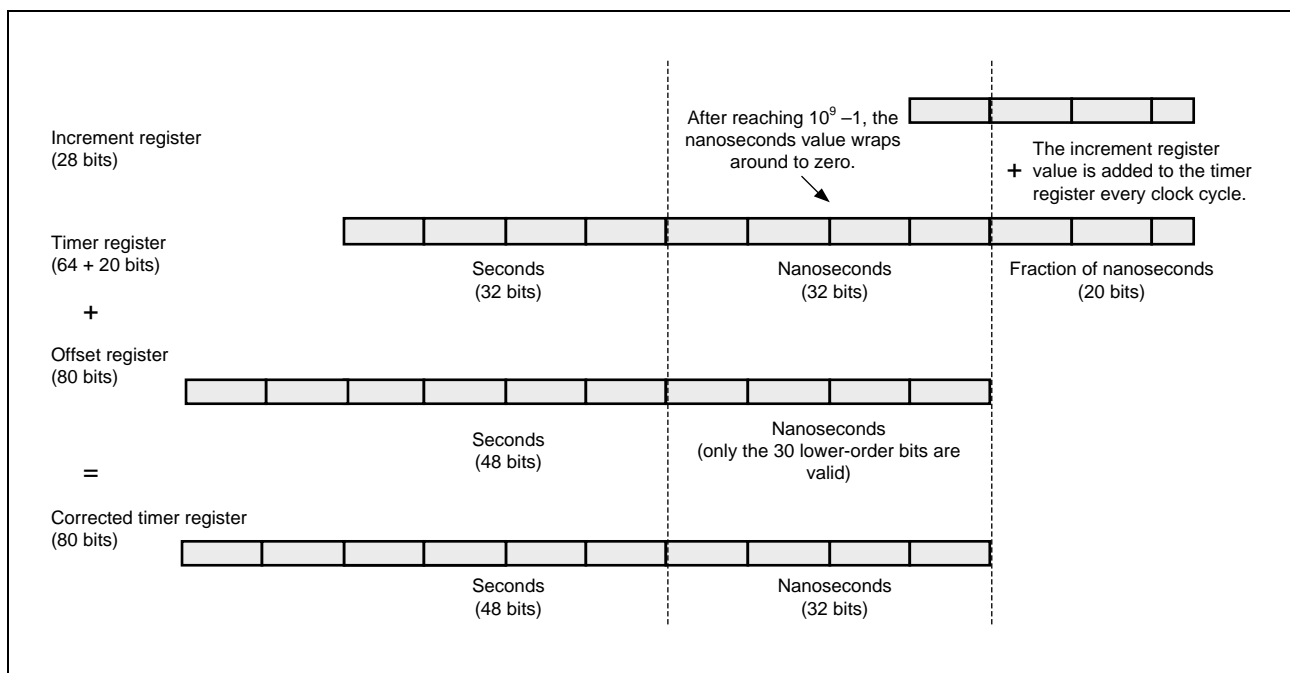 Increment register
(28 bits)
After reaching 10⁹ –1, the
nanoseconds value wraps
around to zero.
+
The increment register
value is added to the timer
register every clock cycle.
Timer register
(64 + 20 bits)
Seconds
(32 bits)
Nanoseconds
(32 bits)
Fraction of nanoseconds
(20 bits)
+
Offset register
(80 bits)
Seconds
(48 bits)
Nanoseconds
(only the 30 lower-order bits are
valid)
=
Corrected timer register
(80 bits)
Seconds
(48 bits)
Nanoseconds
(32 bits)